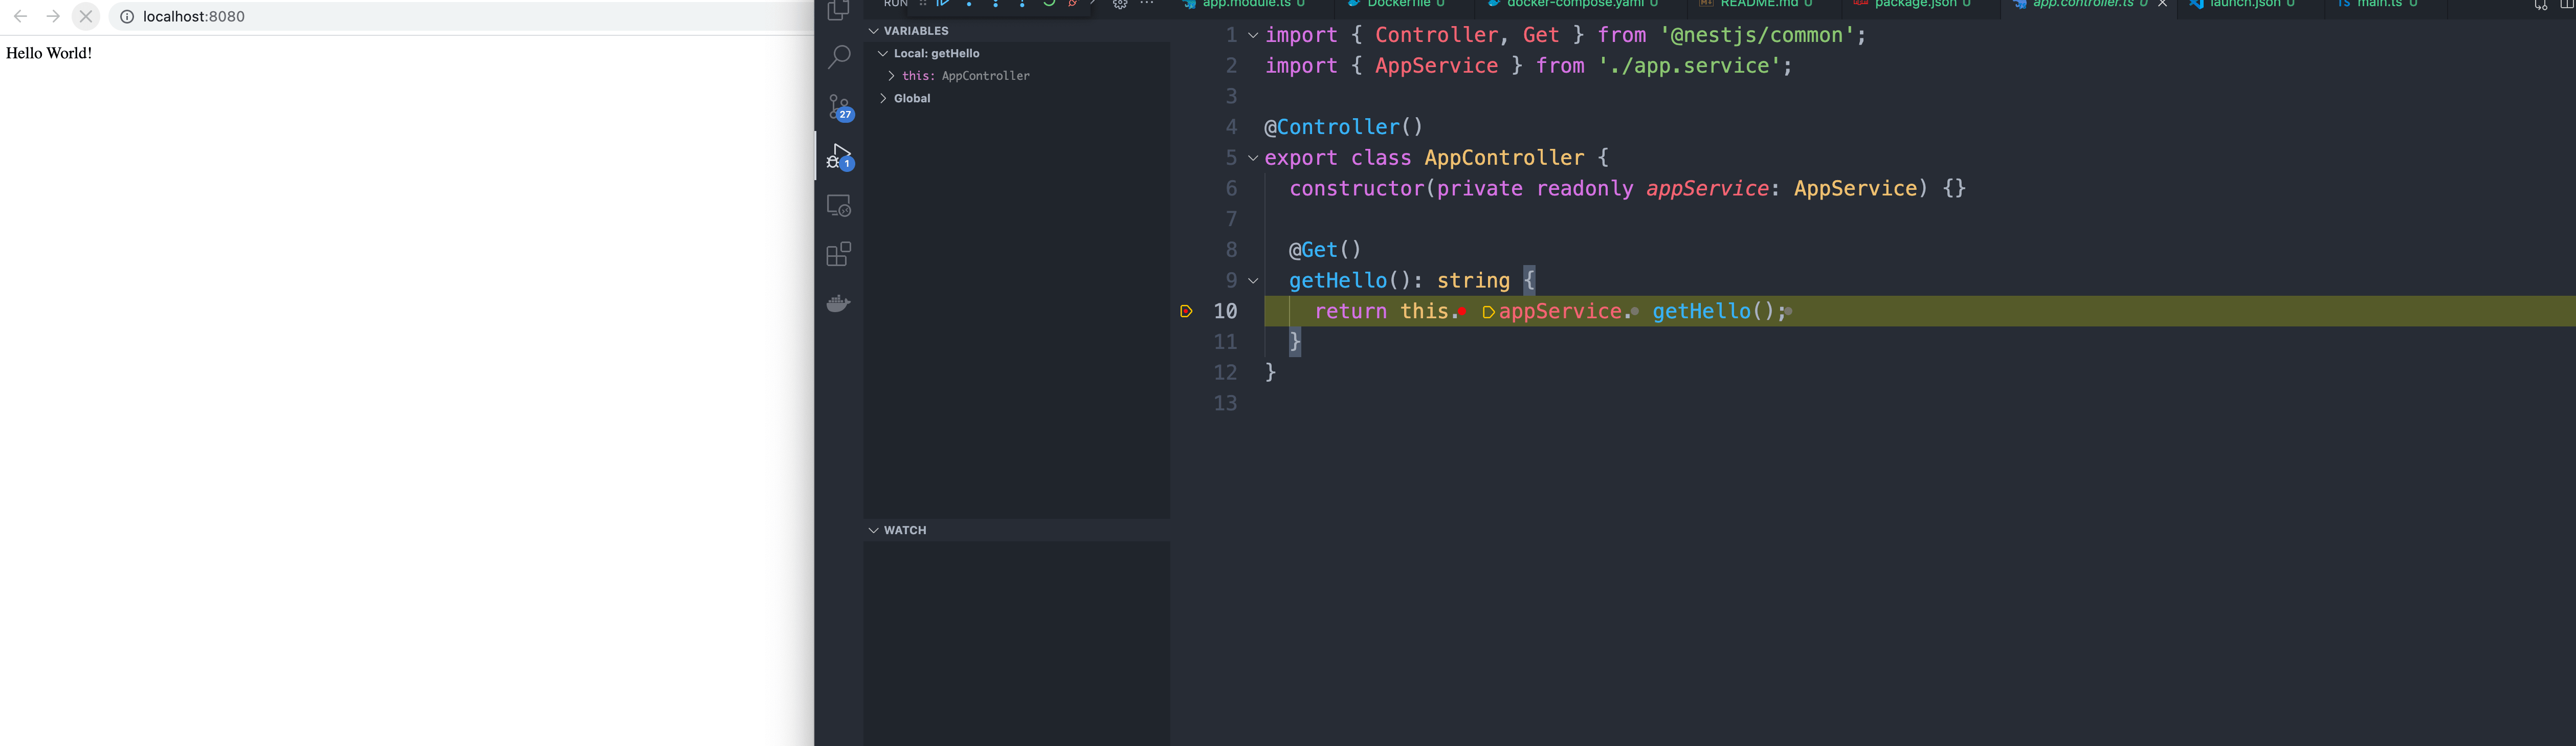 localhost:8080
Hello World!
RUN
app.module.ts U
Dockerfile U
docker-compose.yaml U
README.md U
package.json U
app.controller.ts U
launch.json U
TS main.ts U
VARIABLES
Local: getHello
this: AppController
Global
27
1
WATCH
1 import { Controller, Get } from '@nestjs/common';
2 import { AppService } from './app.service';
3
4 @Controller()
5 export class AppController {
6 constructor(private readonly appService: AppService) {}
7
8 @Get()
9 getHello(): string {
10 return this. appService. getHello();
11 }
12 }
13